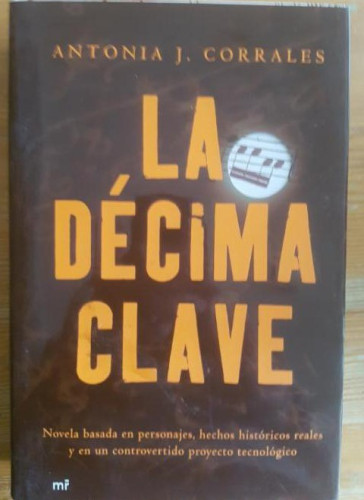 ANTONIA J. CORRALES
LA
DÉCiMA
CLAVE
Novela basada en personajes, hechos históricos reales
y en un controvertido proyecto tecnológico
mr